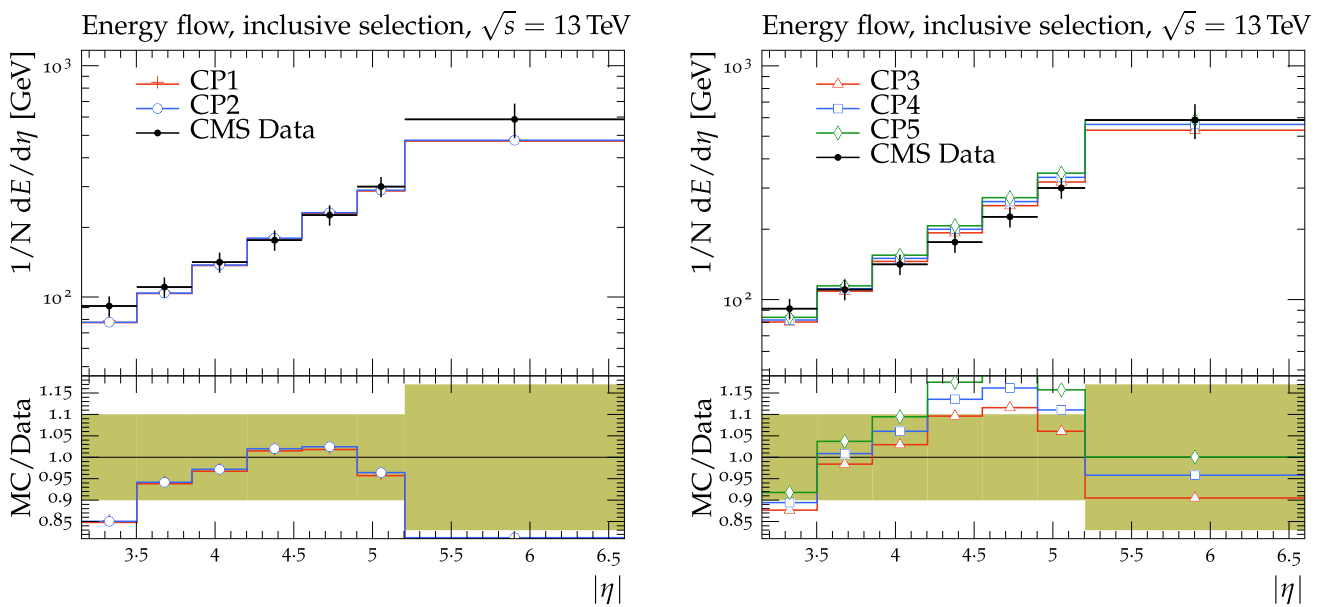 Energy flow, inclusive selection, √s = 13 TeV
1/N dE/dη [GeV]
10³
10²
CP1
CP2
CMS Data
MC/Data
1.15
1.1
1.05
1.0
0.95
0.9
0.85
3.5 4 4.5 5 5.5 6 6.5
|η|
Energy flow, inclusive selection, √s = 13 TeV
1/N dE/dη [GeV]
10³
10²
CP3
CP4
CP5
CMS Data
MC/Data
1.15
1.1
1.05
1.0
0.95
0.9
0.85
3.5 4 4.5 5 5.5 6 6.5
|η|